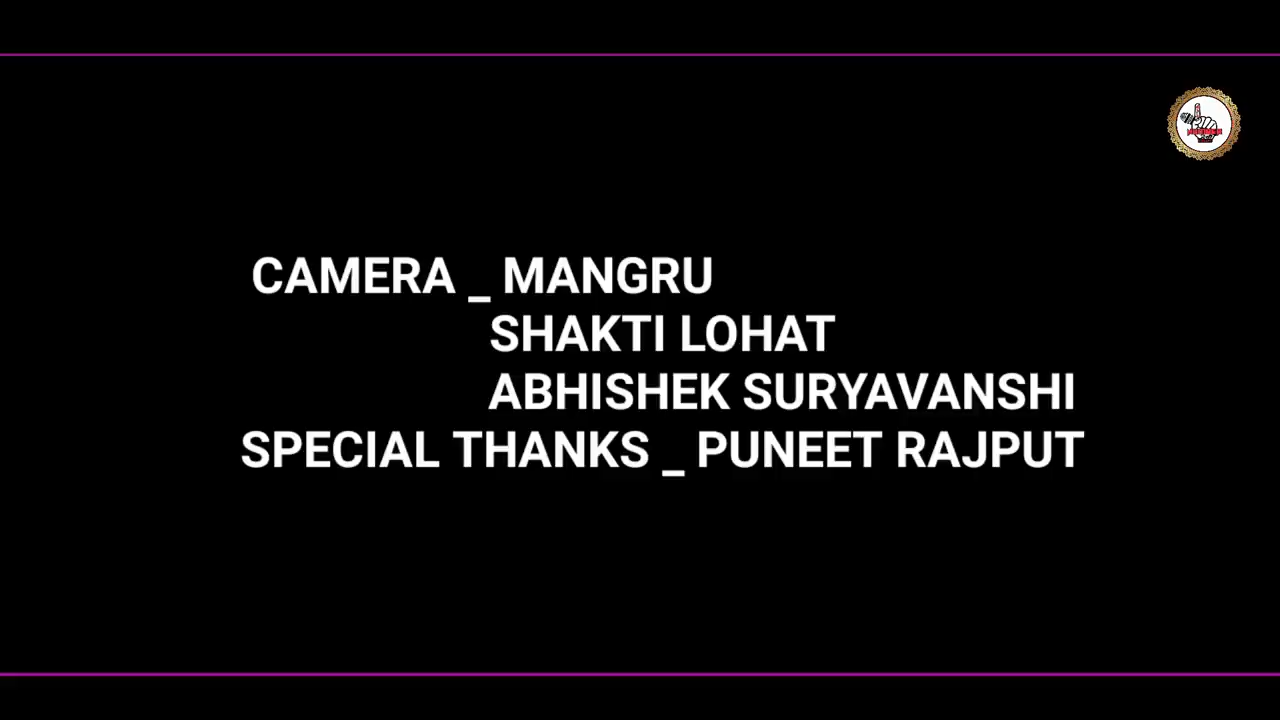 CAMERA _ MANGRU
SHAKTI LOHAT
ABHISHEK SURYAVANSHI
SPECIAL THANKS _ PUNEET RAJPUT